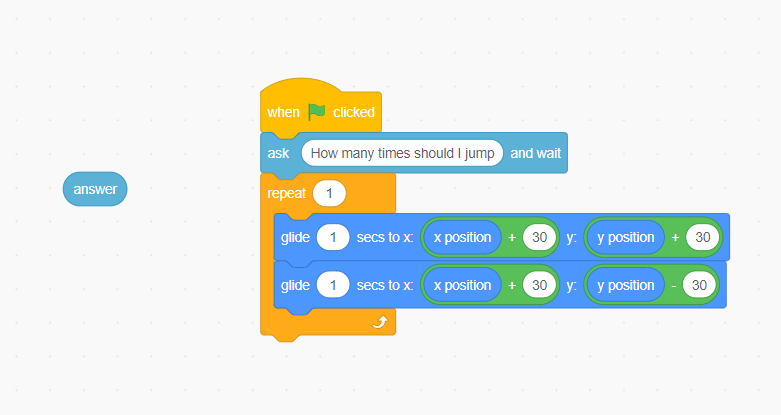 when clicked
ask How many times should I jump and wait
answer
repeat 1
glide 1 secs to x: x position + 30 y: y position + 30
glide 1 secs to x: x position + 30 y: y position - 30